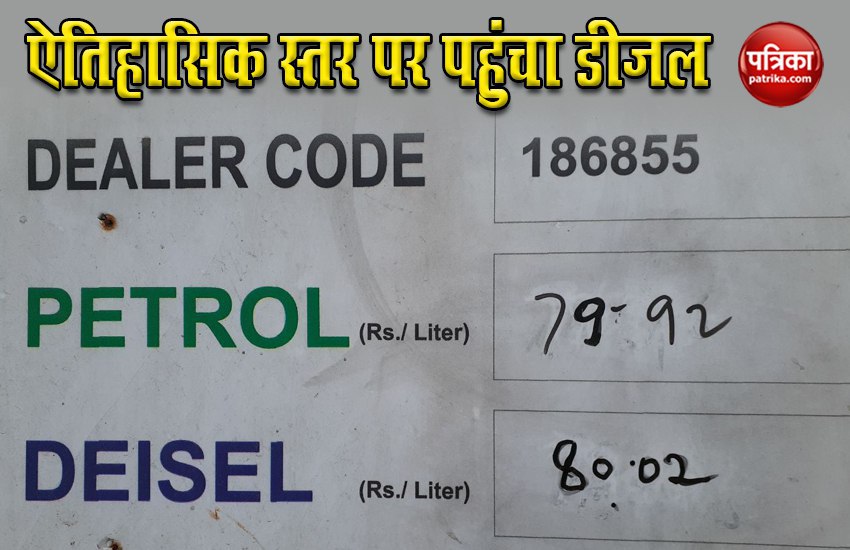 ऐतिहासिक स्तर पर पहुंचा डीजल
पत्रिका
patrika.com
DEALER CODE 186855
PETROL (Rs./ Liter) 79-92
DEISEL (Rs./ Liter) 80.02